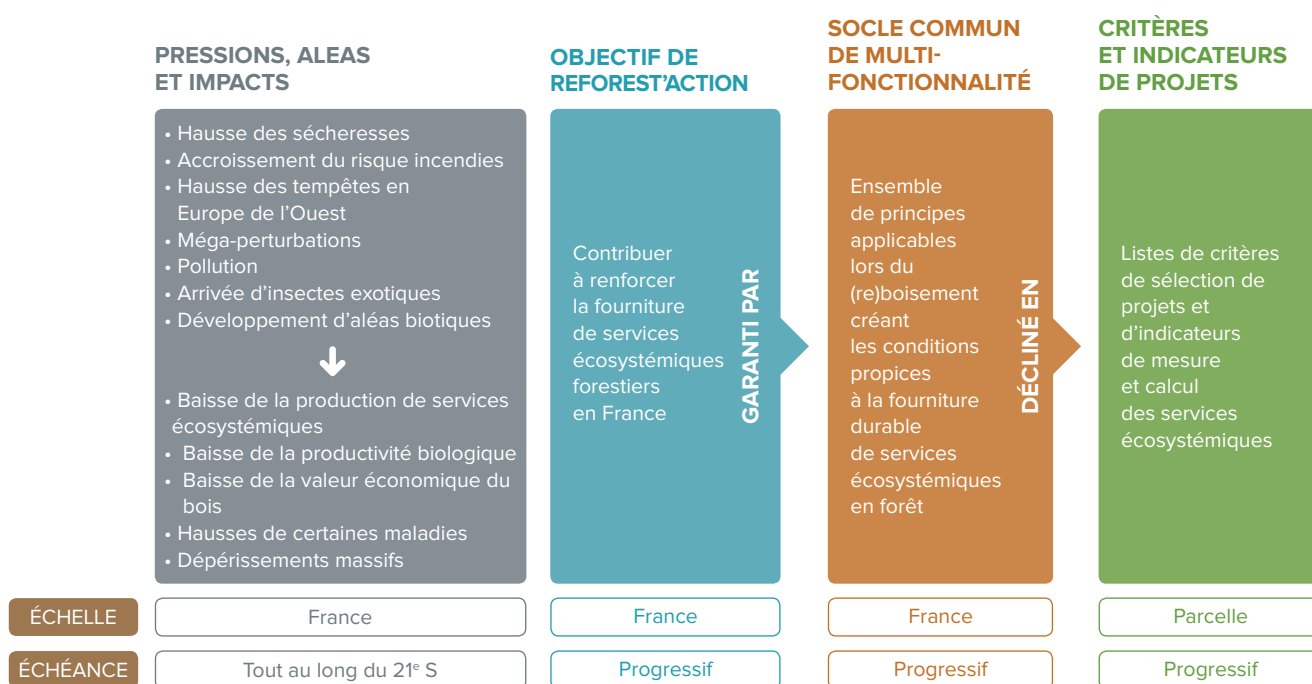 PRESSIONS, ALEAS
ET IMPACTS
• Hausse des sécheresses
• Accroissement du risque incendies
• Hausse des tempêtes en
Europe de l'Ouest
• Méga-perturbations
• Pollution
• Arrivée d'insectes exotiques
• Développement d'aléas biotiques
• Baisse de la production de services
écosystémiques
• Baisse de la productivité biologique
• Baisse de la valeur économique du
bois
• Hausses de certaines maladies
• Dépérissements massifs
OBJECTIF DE
REFOREST'ACTION
Contribuer
à renforcer
la fourniture
de services
écosystémiques
forestiers
en France
GARANTI PAR
SOCLE COMMUN
DE MULTI-
FONCTIONNALITÉ
Ensemble
de principes
applicables
lors du
(re)boisement
créant
les conditions
propices
à la fourniture
durable
de services
écosystémiques
en forêt
DÉCLINÉ EN
CRITÈRES
ET INDICATEURS
DE PROJETS
Listes de critères
de sélection de
projets et
d'indicateurs
de mesure
et calcul
des services
écosystémiques
ÉCHELLE
France
France
France
Parcelle
ÉCHÉANCE
Tout au long du 21e S
Progressif
Progressif
Progressif